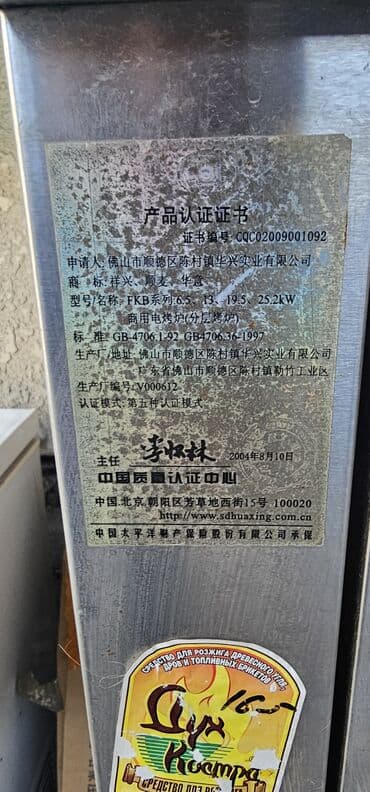 产品认证证书
证书编号:CQC02009001092
申请人:佛山市顺德区陈村镇华兴实业有限公司
商 标:祥兴、顺麦、华意
型号/名称:FKB系列 6.5、13、19.5、25.2kW
商用电烤炉(分层烤炉)
标 准:GB 4706.1-92 GB4706.36-1997
生产厂/地址:佛山市顺德区陈村镇华兴实业有限公司
广东省佛山市顺德区陈村镇勒竹工业区
生产厂编号:V000612
认证模式:第五种认证模式
主任 李怀林 2004年8月10日
中国质量认证中心
中国.北京.朝阳区芳草地西街15号 100020
http://www.sdhuaxing.com.cn
中国太平洋财产保险股份有限公司承保
СРЕДСТВО ДЛЯ РОЗЖИГА ДРЕВЕСНОГО УГЛЯ,
ДРОВ И ТОПЛИВНЫХ БРИКЕТОВ
165
Дух
Костра
СРЕДСТВО ДЛЯ